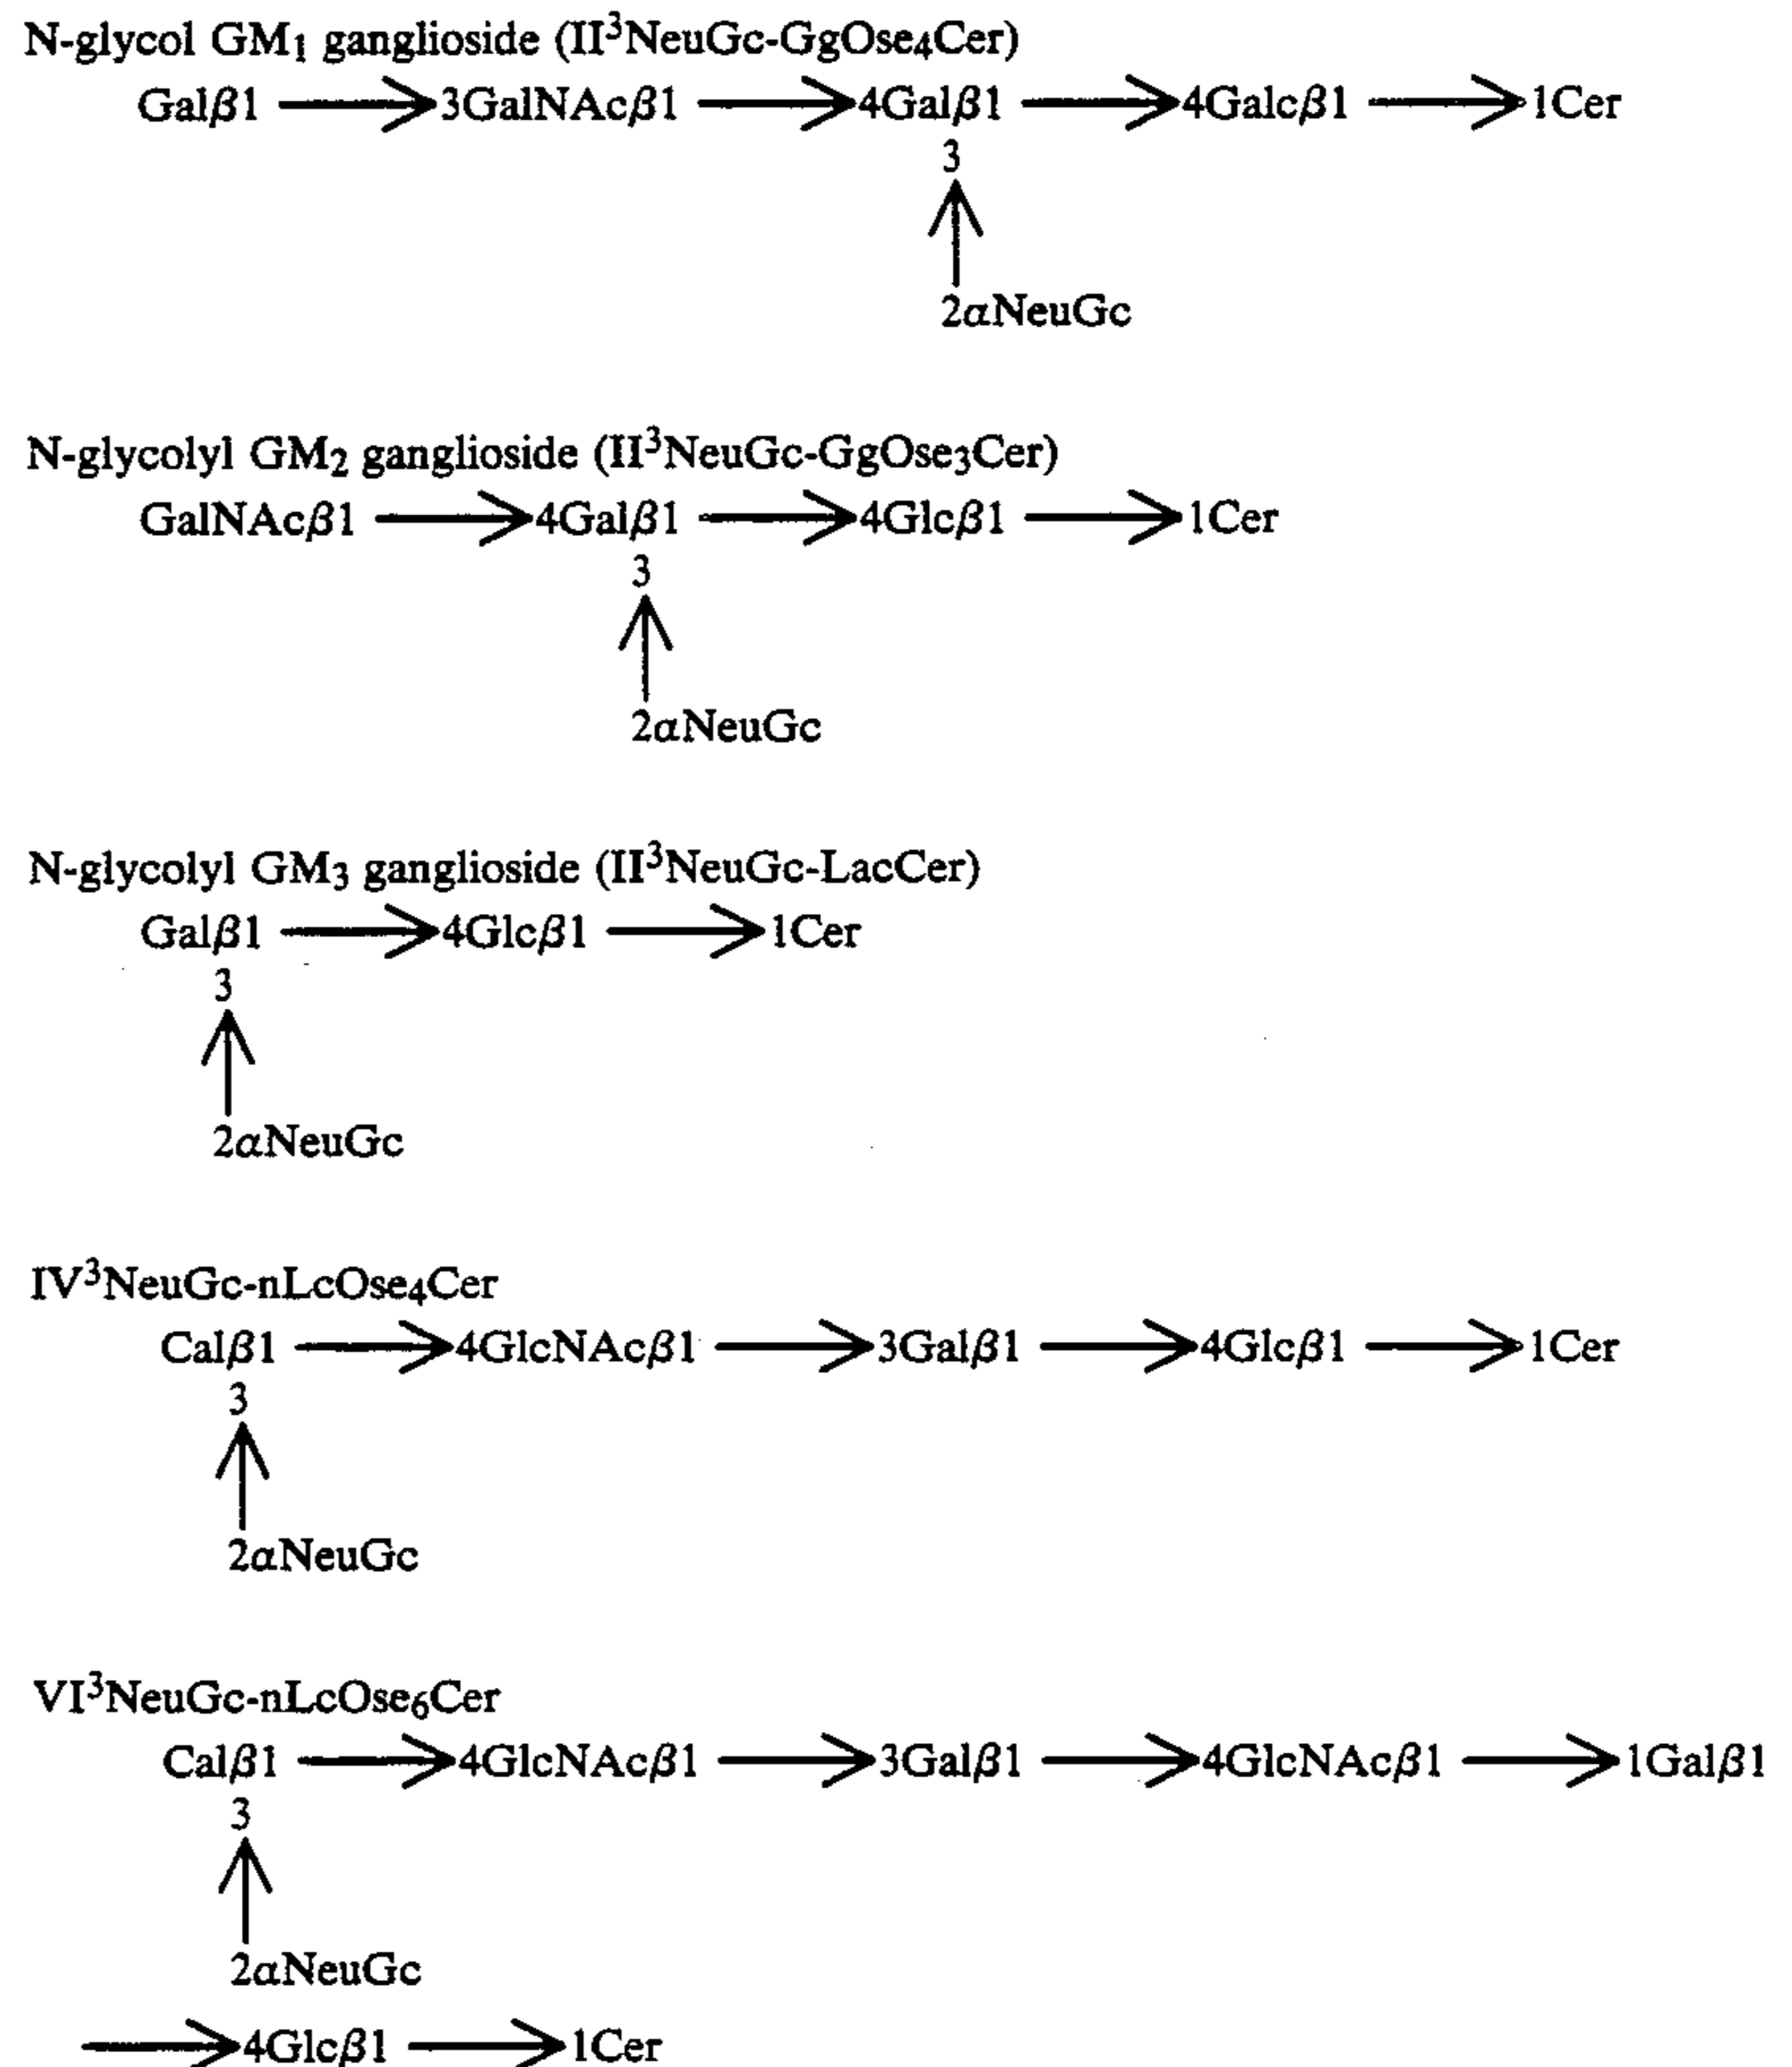 N-glycol GM₁ ganglioside (II³NeuGc-GgOse₄Cer)
Galβ1 ⟶ 3GalNAcβ1 ⟶ 4Galβ1 ⟶ 4Galcβ1 ⟶ 1Cer
3
2αNeuGc
N-glycolyl GM₂ ganglioside (II³NeuGc-GgOse₃Cer)
GalNAcβ1 ⟶ 4Galβ1 ⟶ 4Glcβ1 ⟶ 1Cer
3
2αNeuGc
N-glycolyl GM₃ ganglioside (II³NeuGc-LacCer)
Galβ1 ⟶ 4Glcβ1 ⟶ 1Cer
3
2αNeuGc
IV³NeuGc-nLcOse₄Cer
Calβ1 ⟶ 4GlcNAcβ1 ⟶ 3Galβ1 ⟶ 4Glcβ1 ⟶ 1Cer
3
2αNeuGc
VI³NeuGc-nLcOse₆Cer
Calβ1 ⟶ 4GlcNAcβ1 ⟶ 3Galβ1 ⟶ 4GlcNAcβ1 ⟶ 1Galβ1
3
2αNeuGc
⟶ 4Glcβ1 ⟶ 1Cer